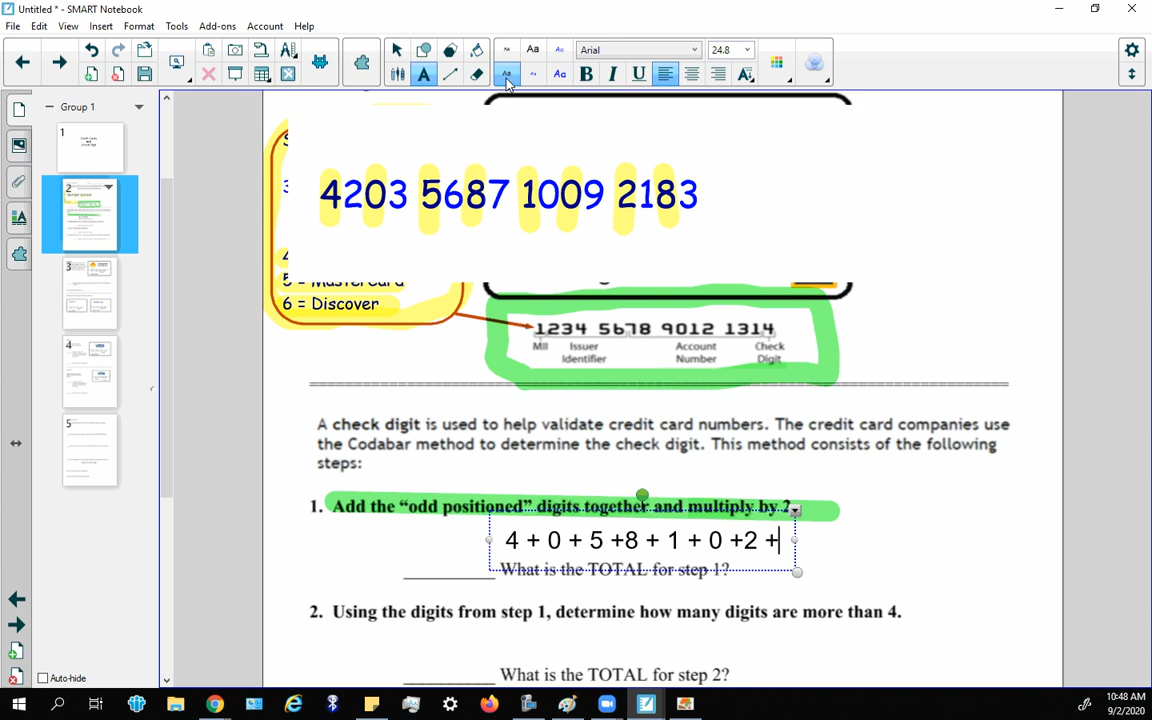 Untitled * - SMART Notebook
File Edit View Insert Format Tools Add-ons Account Help
Arial 24.8
Group 1
1
2
3
4
5
4203 5687 1009 2183
6 = Discover
1234 5678 9012 1314
MII Issuer Identifier Account Number Check Digit
A check digit is used to help validate credit card numbers. The credit card companies use
the Codabar method to determine the check digit. This method consists of the following
steps:
1. Add the “odd positioned” digits together and multiply by 2.
4 + 0 + 5 +8 + 1 + 0 +2 +
__________ What is the TOTAL for step 1?
2. Using the digits from step 1, determine how many digits are more than 4.
__________ What is the TOTAL for step 2?
Auto-hide
10:48 AM
9/2/2020